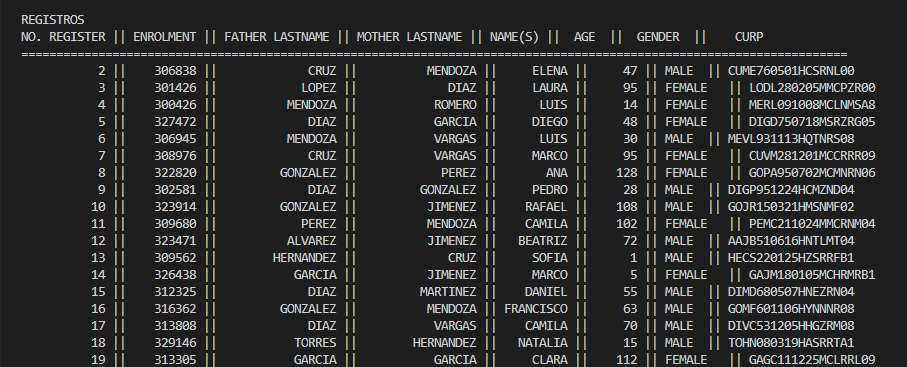 REGISTROS
NO. REGISTER || ENROLMENT || FATHER LASTNAME || MOTHER LASTNAME || NAME(S) || AGE || GENDER || CURP
======================================================================================================================
2 || 306838 || CRUZ || MENDOZA || ELENA || 47 || MALE || CUME760501HCSRNL00
3 || 301426 || LOPEZ || DIAZ || LAURA || 95 || FEMALE || LODL280205MMCPZR00
4 || 300426 || MENDOZA || ROMERO || LUIS || 14 || FEMALE || MERL091008MCLNMSA8
5 || 327472 || DIAZ || GARCIA || DIEGO || 48 || FEMALE || DIGD750718MSRZRG05
6 || 306945 || MENDOZA || VARGAS || LUIS || 30 || MALE || MEVL931113HQTNRS08
7 || 308976 || CRUZ || VARGAS || MARCO || 95 || FEMALE || CUVM281201MCCRRR09
8 || 322820 || GONZALEZ || PEREZ || ANA || 128 || FEMALE || GOPA950702MCMNRN06
9 || 302581 || DIAZ || GONZALEZ || PEDRO || 28 || MALE || DIGP951224HCMZND04
10 || 323914 || GONZALEZ || JIMENEZ || RAFAEL || 108 || MALE || GOJR150321HMSNMF02
11 || 309680 || PEREZ || MENDOZA || CAMILA || 102 || FEMALE || PEMC211024MMCRNM04
12 || 323471 || ALVAREZ || JIMENEZ || BEATRIZ || 72 || MALE || AAJB510616HNTLMT04
13 || 309562 || HERNANDEZ || CRUZ || SOFIA || 1 || MALE || HECS220125HZSRRFB1
14 || 326438 || GARCIA || JIMENEZ || MARCO || 5 || FEMALE || GAJM180105MCHRMRB1
15 || 312325 || DIAZ || MARTINEZ || DANIEL || 55 || MALE || DIMD680507HNEZRN04
16 || 316362 || GONZALEZ || MENDOZA || FRANCISCO || 63 || MALE || GOMF601106HYNNNR08
17 || 313808 || DIAZ || VARGAS || CAMILA || 70 || MALE || DIVC531205HHGZRM08
18 || 329146 || TORRES || HERNANDEZ || NATALIA || 15 || MALE || TOHN080319HASRRTA1
19 || 313305 || GARCIA || GARCIA || CLARA || 112 || FEMALE || GAGC111225MCLRRL09